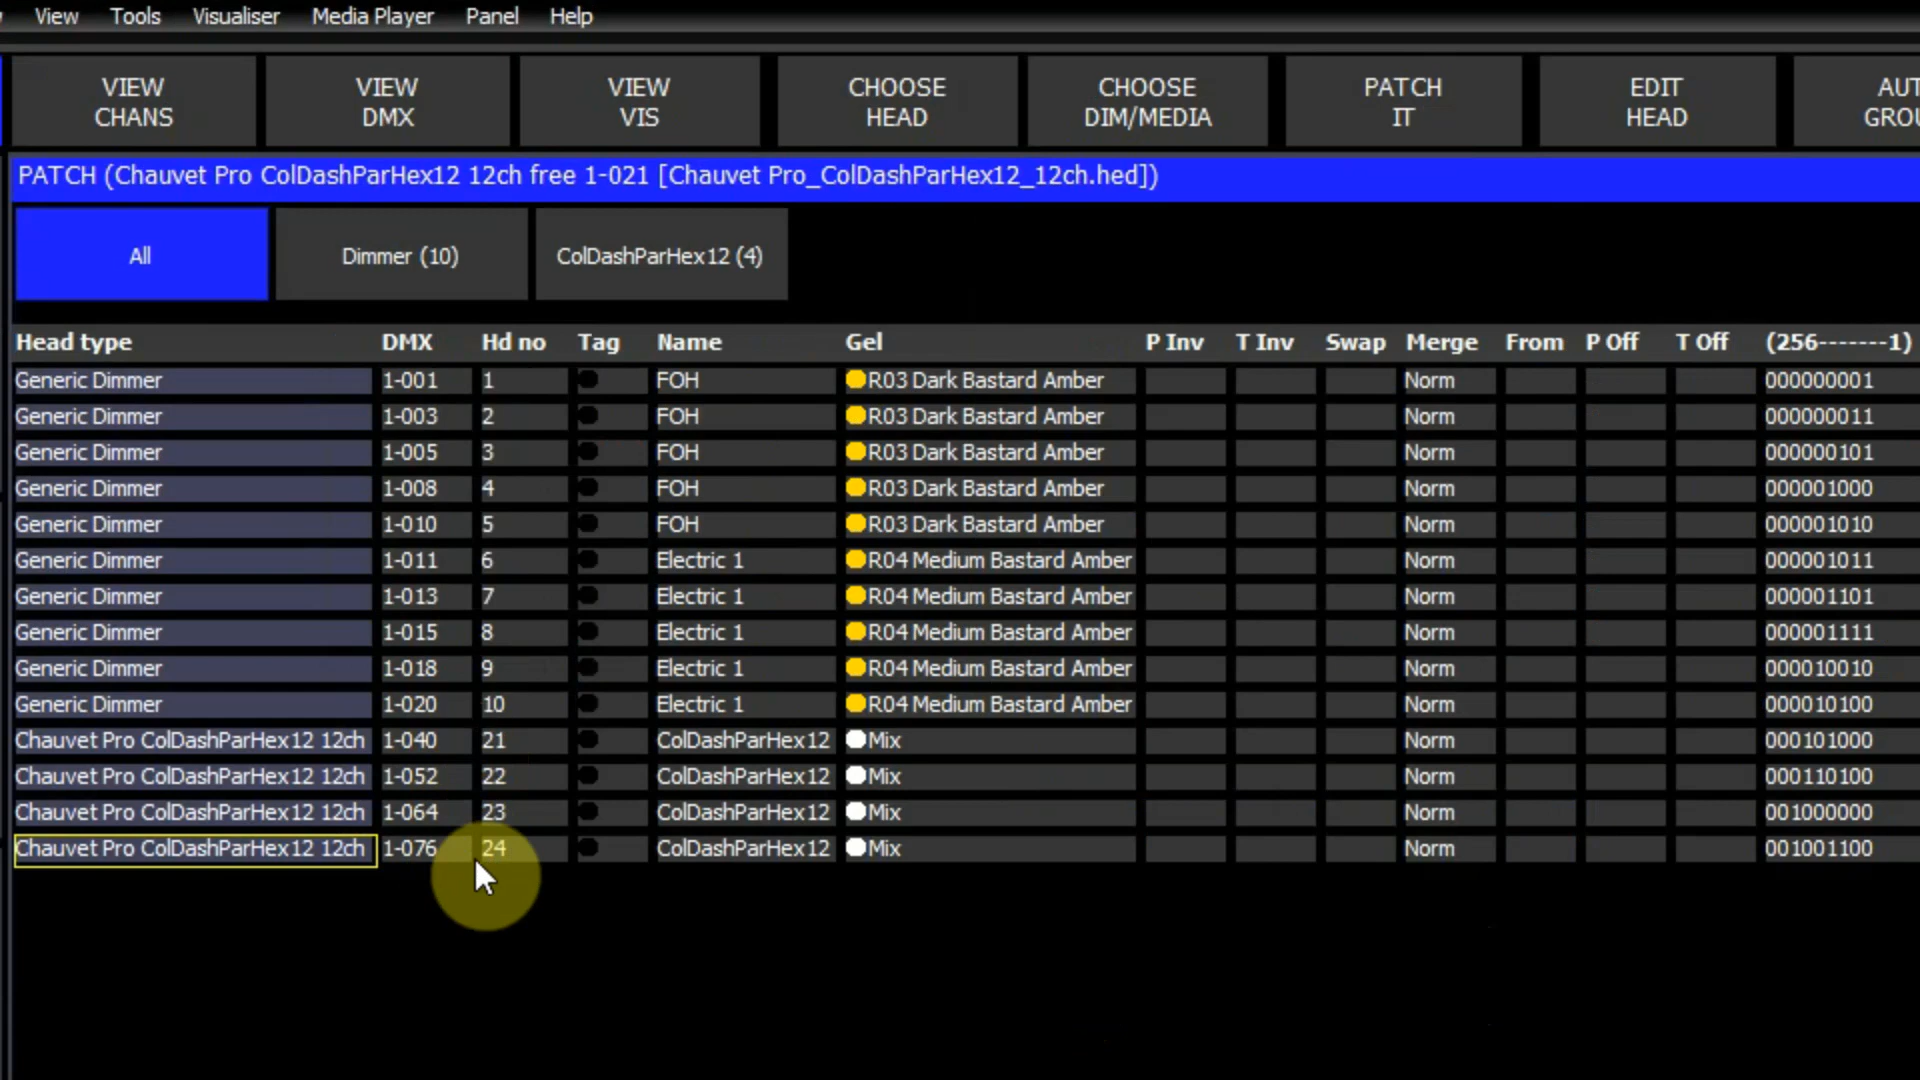 View Tools Visualiser Media Player Panel Help
VIEW CHANS VIEW DMX VIEW VIS CHOOSE HEAD CHOOSE DIM/MEDIA PATCH IT EDIT HEAD
PATCH (Chauvet Pro ColDashParHex12 12ch free 1-021 [Chauvet Pro_ColDashParHex12_12ch.hed])
All Dimmer (10) ColDashParHex12 (4)
Head type DMX Hd no Tag Name Gel P Inv T Inv Swap Merge From P Off T Off (256-------1)
Generic Dimmer 1-001 1 FOH R03 Dark Bastard Amber Norm 000000001
Generic Dimmer 1-003 2 FOH R03 Dark Bastard Amber Norm 000000011
Generic Dimmer 1-005 3 FOH R03 Dark Bastard Amber Norm 000000101
Generic Dimmer 1-008 4 FOH R03 Dark Bastard Amber Norm 000001000
Generic Dimmer 1-010 5 FOH R03 Dark Bastard Amber Norm 000001010
Generic Dimmer 1-011 6 Electric 1 R04 Medium Bastard Amber Norm 000001011
Generic Dimmer 1-013 7 Electric 1 R04 Medium Bastard Amber Norm 000001101
Generic Dimmer 1-015 8 Electric 1 R04 Medium Bastard Amber Norm 000001111
Generic Dimmer 1-018 9 Electric 1 R04 Medium Bastard Amber Norm 000010010
Generic Dimmer 1-020 10 Electric 1 R04 Medium Bastard Amber Norm 000010100
Chauvet Pro ColDashParHex12 12ch 1-040 21 ColDashParHex12 Mix Norm 000101000
Chauvet Pro ColDashParHex12 12ch 1-052 22 ColDashParHex12 Mix Norm 000110100
Chauvet Pro ColDashParHex12 12ch 1-064 23 ColDashParHex12 Mix Norm 001000000
Chauvet Pro ColDashParHex12 12ch 1-076 24 ColDashParHex12 Mix Norm 001001100